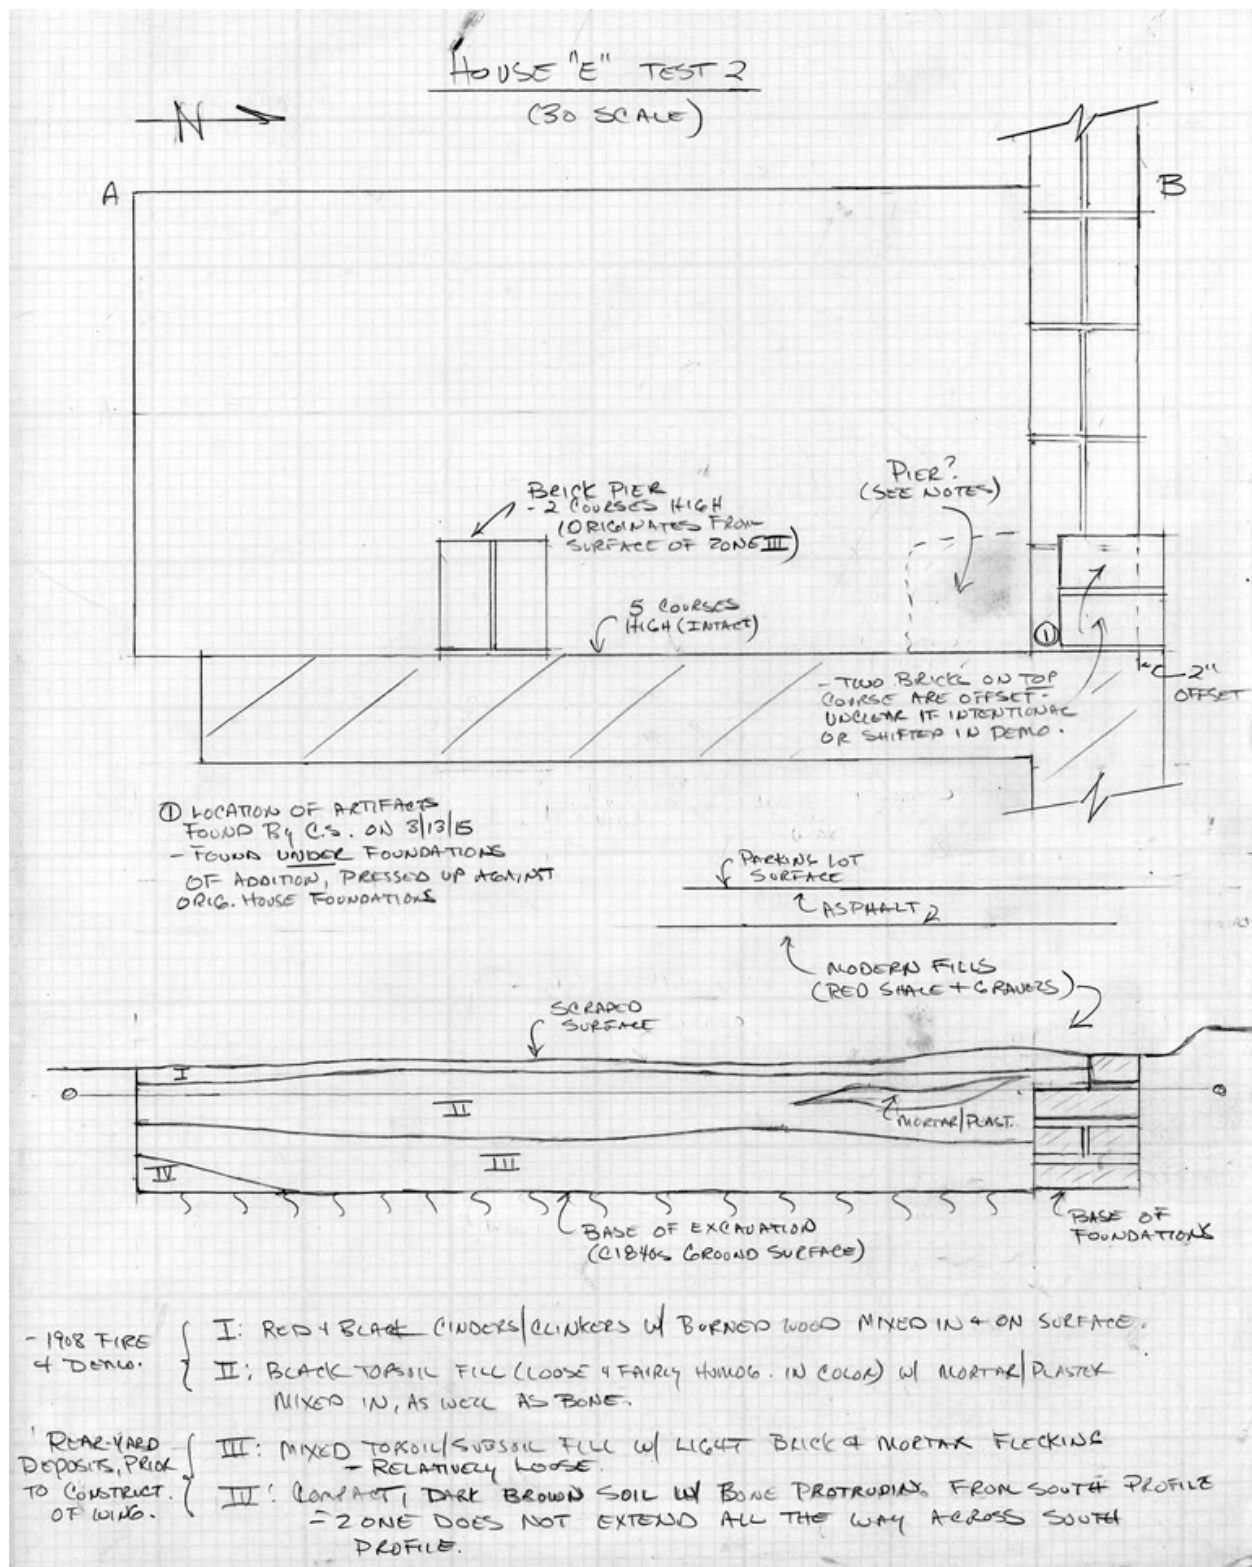 HOUSE "E" TEST 2
(30 SCALE)
N
A
B
PIER?
(SEE NOTES)
BRICK PIER
- 2 COURSES HIGH
(ORIGINATES FROM
SURFACE OF ZONE III)
5 COURSES
HIGH (INTACT)
1
2"
OFFSET
- TWO BRICKS ON TOP
COURSE ARE OFFSET -
UNCLEAR IF INTENTIONAL
OR SHIFTED IN DEMO.
① LOCATION OF ARTIFACTS
FOUND BY C.S. ON 3/13/15
- FOUND UNDER FOUNDATIONS
OF ADDITION, PRESSED UP AGAINST
ORIG. HOUSE FOUNDATIONS
PARKING LOT
SURFACE
ASPHALT
MODERN FILLS
(RED SHALE + GRAVELS)
SCRAPED
SURFACE
I
II
MORTAR/PLAST.
III
IV
BASE OF EXCAVATION
(C1840s GROUND SURFACE)
BASE OF
FOUNDATIONS
- 1908 FIRE
& DEMO.
I: RED & BLACK CINDERS/CLINKERS W/ BURNED WOOD MIXED IN & ON SURFACE.
II: BLACK TOPSOIL FILL (LOOSE & FAIRLY HOMOG. IN COLOR) W/ MORTAR/PLASTER
MIXED IN, AS WELL AS BONE.
REAR-YARD
DEPOSITS, PRIOR
TO CONSTRUCT.
OF WING.
III: MIXED TOPSOIL/SUBSOIL FILL W/ LIGHT BRICK & MORTAR FLECKING
- RELATIVELY LOOSE.
IV: COMPACT, DARK BROWN SOIL W/ BONE PROTRUDING FROM SOUTH PROFILE
- ZONE DOES NOT EXTEND ALL THE WAY ACROSS SOUTH
PROFILE.